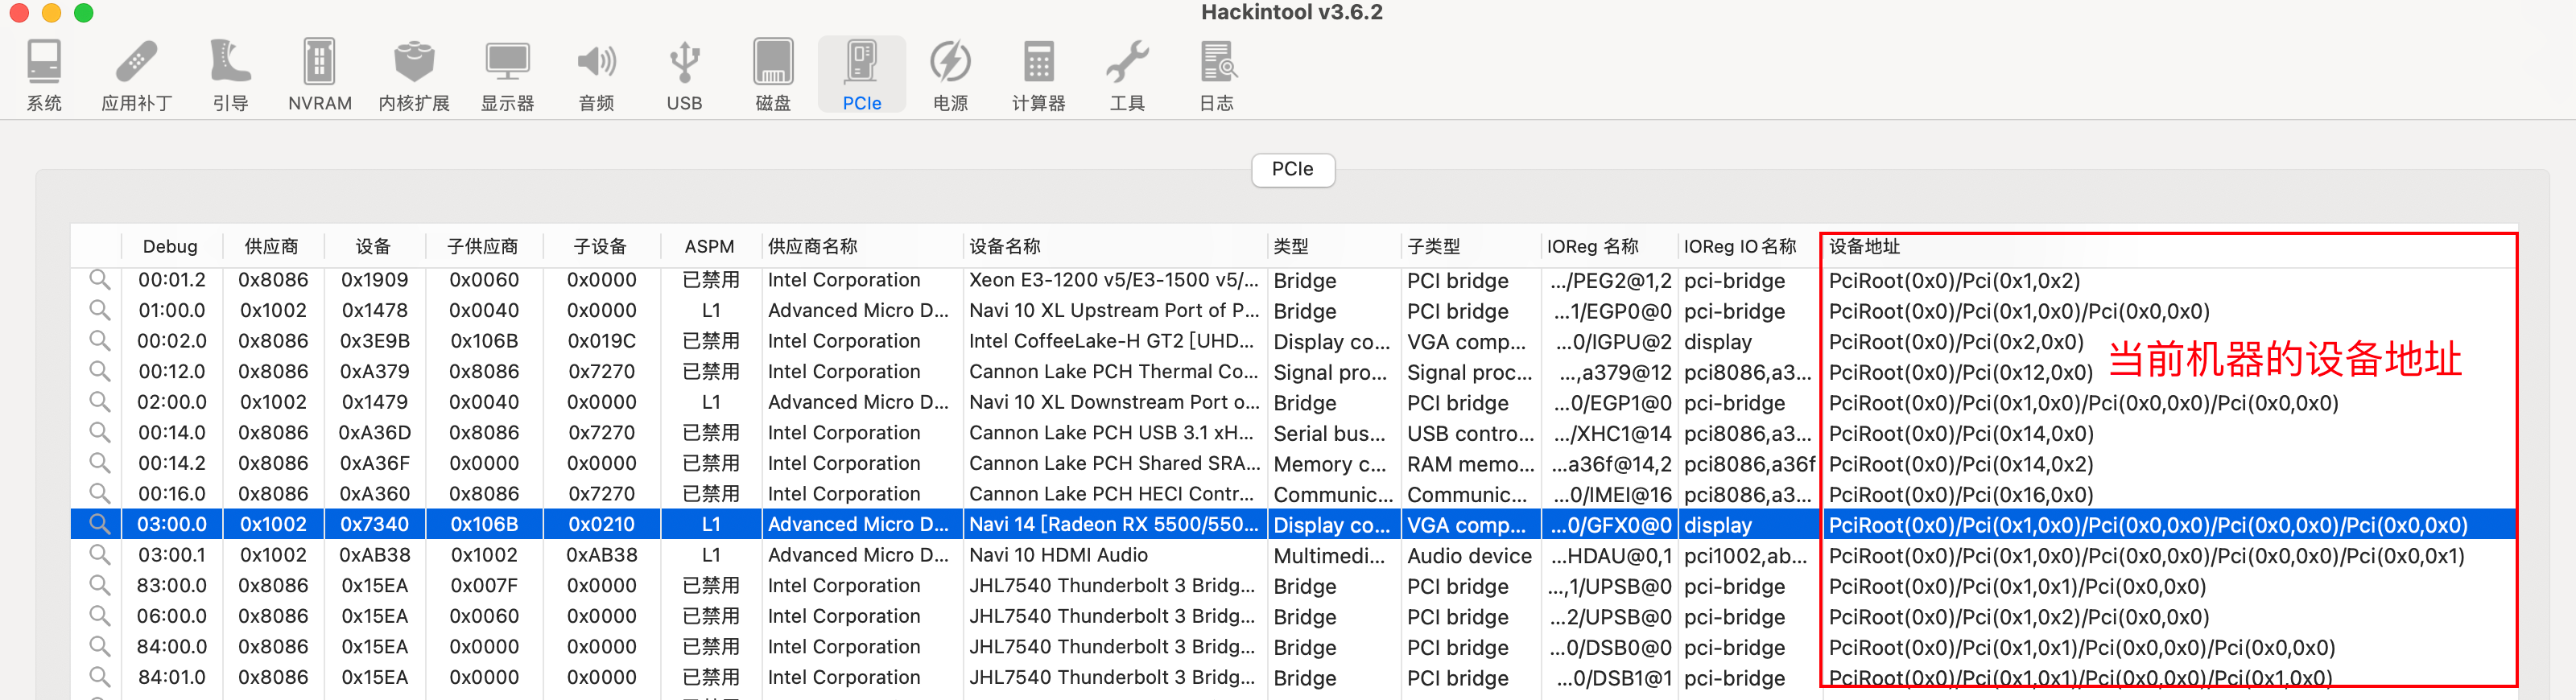 Hackintool v3.6.2
系统 应用补丁 引导 NVRAM 内核扩展 显示器 音频 USB 磁盘 PCIe 电源 计算器 工具 日志
PCIe
Debug 供应商 设备 子供应商 子设备 ASPM 供应商名称 设备名称 类型 子类型 IOReg 名称 IOReg IO名称 设备地址
00:01.2 0x8086 0x1909 0x0060 0x0000 已禁用 Intel Corporation Xeon E3-1200 v5/E3-1500 v5/... Bridge PCI bridge .../PEG2@1,2 pci-bridge PciRoot(0x0)/Pci(0x1,0x2)
01:00.0 0x1002 0x1478 0x0040 0x0000 L1 Advanced Micro D... Navi 10 XL Upstream Port of P... Bridge PCI bridge ...1/EGP0@0 pci-bridge PciRoot(0x0)/Pci(0x1,0x0)/Pci(0x0,0x0)
00:02.0 0x8086 0x3E9B 0x106B 0x019C 已禁用 Intel Corporation Intel CoffeeLake-H GT2 [UHD... Display co... VGA comp... ...0/IGPU@2 display PciRoot(0x0)/Pci(0x2,0x0)
当前机器的设备地址
00:12.0 0x8086 0xA379 0x8086 0x7270 已禁用 Intel Corporation Cannon Lake PCH Thermal Co... Signal pro... Signal proc... ...,a379@12 pci8086,a3... PciRoot(0x0)/Pci(0x12,0x0)
02:00.0 0x1002 0x1479 0x0040 0x0000 L1 Advanced Micro D... Navi 10 XL Downstream Port o... Bridge PCI bridge ...0/EGP1@0 pci-bridge PciRoot(0x0)/Pci(0x1,0x0)/Pci(0x0,0x0)/Pci(0x0,0x0)
00:14.0 0x8086 0xA36D 0x8086 0x7270 已禁用 Intel Corporation Cannon Lake PCH USB 3.1 xH... Serial bus... USB contro... .../XHC1@14 pci8086,a3... PciRoot(0x0)/Pci(0x14,0x0)
00:14.2 0x8086 0xA36F 0x0000 0x0000 已禁用 Intel Corporation Cannon Lake PCH Shared SRA... Memory c... RAM memo... ...a36f@14,2 pci8086,a36f PciRoot(0x0)/Pci(0x14,0x2)
00:16.0 0x8086 0xA360 0x8086 0x7270 已禁用 Intel Corporation Cannon Lake PCH HECI Contr... Communic... Communic... ...0/IMEI@16 pci8086,a3... PciRoot(0x0)/Pci(0x16,0x0)
03:00.0 0x1002 0x7340 0x106B 0x0210 L1 Advanced Micro D... Navi 14 [Radeon RX 5500/550... Display co... VGA comp... ...0/GFX0@0 display PciRoot(0x0)/Pci(0x1,0x0)/Pci(0x0,0x0)/Pci(0x0,0x0)/Pci(0x0,0x0)
03:00.1 0x1002 0xAB38 0x1002 0xAB38 L1 Advanced Micro D... Navi 10 HDMI Audio Multimedi... Audio device ...HDAU@0,1 pci1002,ab... PciRoot(0x0)/Pci(0x1,0x0)/Pci(0x0,0x0)/Pci(0x0,0x0)/Pci(0x0,0x1)
83:00.0 0x8086 0x15EA 0x007F 0x0000 已禁用 Intel Corporation JHL7540 Thunderbolt 3 Bridg... Bridge PCI bridge ...,1/UPSB@0 pci-bridge PciRoot(0x0)/Pci(0x1,0x1)/Pci(0x0,0x0)
06:00.0 0x8086 0x15EA 0x0060 0x0000 已禁用 Intel Corporation JHL7540 Thunderbolt 3 Bridg... Bridge PCI bridge ...2/UPSB@0 pci-bridge PciRoot(0x0)/Pci(0x1,0x2)/Pci(0x0,0x0)
84:00.0 0x8086 0x15EA 0x0000 0x0000 已禁用 Intel Corporation JHL7540 Thunderbolt 3 Bridg... Bridge PCI bridge ...0/DSB0@0 pci-bridge PciRoot(0x0)/Pci(0x1,0x1)/Pci(0x0,0x0)/Pci(0x0,0x0)
84:01.0 0x8086 0x15EA 0x0000 0x0000 已禁用 Intel Corporation JHL7540 Thunderbolt 3 Bridg... Bridge PCI bridge ...0/DSB1@1 pci-bridge PciRoot(0x0)/Pci(0x1,0x1)/Pci(0x0,0x0)/Pci(0x1,0x0)